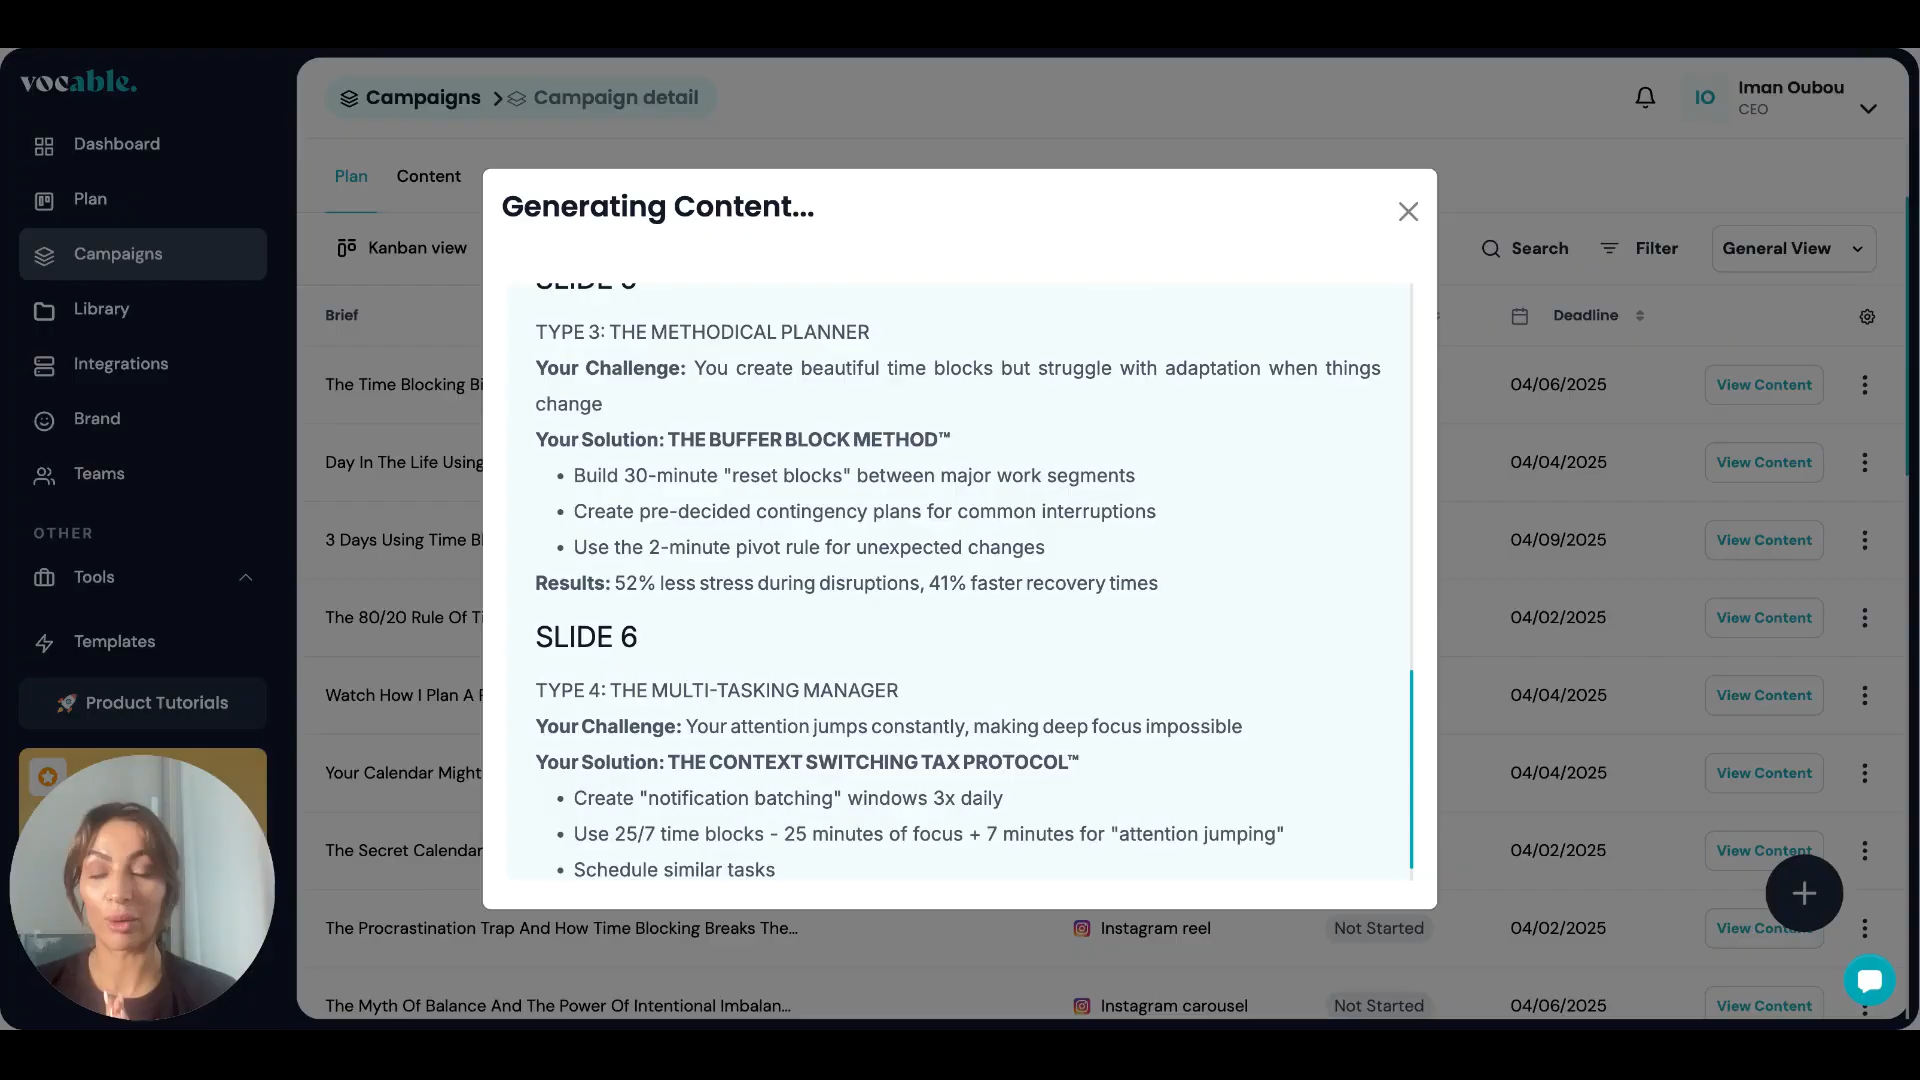 vocable.
Dashboard
Plan
Campaigns
Library
Integrations
Brand
Teams
OTHER
Tools
Templates
🚀 Product Tutorials
Campaigns > Campaign detail
IO
Iman Oubou
CEO
Plan
Content
Kanban view
Search
Filter
General View
Brief
Deadline
The Time Blocking Bi
04/06/2025
View Content
Day In The Life Using
04/04/2025
View Content
3 Days Using Time Bl
04/09/2025
View Content
The 80/20 Rule Of Ti
04/02/2025
View Content
Watch How I Plan A
04/04/2025
View Content
Your Calendar Might
04/04/2025
View Content
The Secret Calendar
04/02/2025
View Content
The Procrastination Trap And How Time Blocking Breaks The...
Instagram reel
Not Started
04/02/2025
View Content
The Myth Of Balance And The Power Of Intentional Imbalan...
Instagram carousel
Not Started
04/06/2025
View Content
Generating Content...
TYPE 3: THE METHODICAL PLANNER
Your Challenge: You create beautiful time blocks but struggle with adaptation when things
change
Your Solution: THE BUFFER BLOCK METHOD™
• Build 30-minute "reset blocks" between major work segments
• Create pre-decided contingency plans for common interruptions
• Use the 2-minute pivot rule for unexpected changes
Results: 52% less stress during disruptions, 41% faster recovery times
SLIDE 6
TYPE 4: THE MULTI-TASKING MANAGER
Your Challenge: Your attention jumps constantly, making deep focus impossible
Your Solution: THE CONTEXT SWITCHING TAX PROTOCOL™
• Create "notification batching" windows 3x daily
• Use 25/7 time blocks - 25 minutes of focus + 7 minutes for "attention jumping"
• Schedule similar tasks